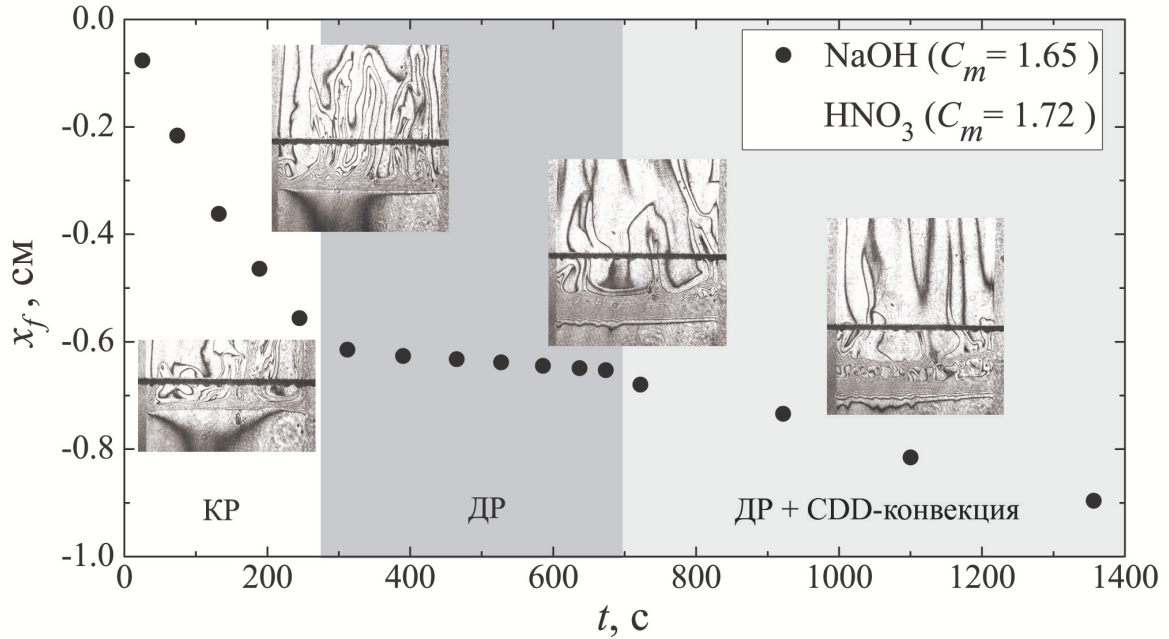 0.0
-0.2
-0.4
-0.6
-0.8
-1.0
x_f, см
NaOH (C_m= 1.65 )
HNO₃ (C_m= 1.72 )
КР
ДР
ДР + CDD-конвекция
0 200 400 600 800 1000 1200 1400
t, с